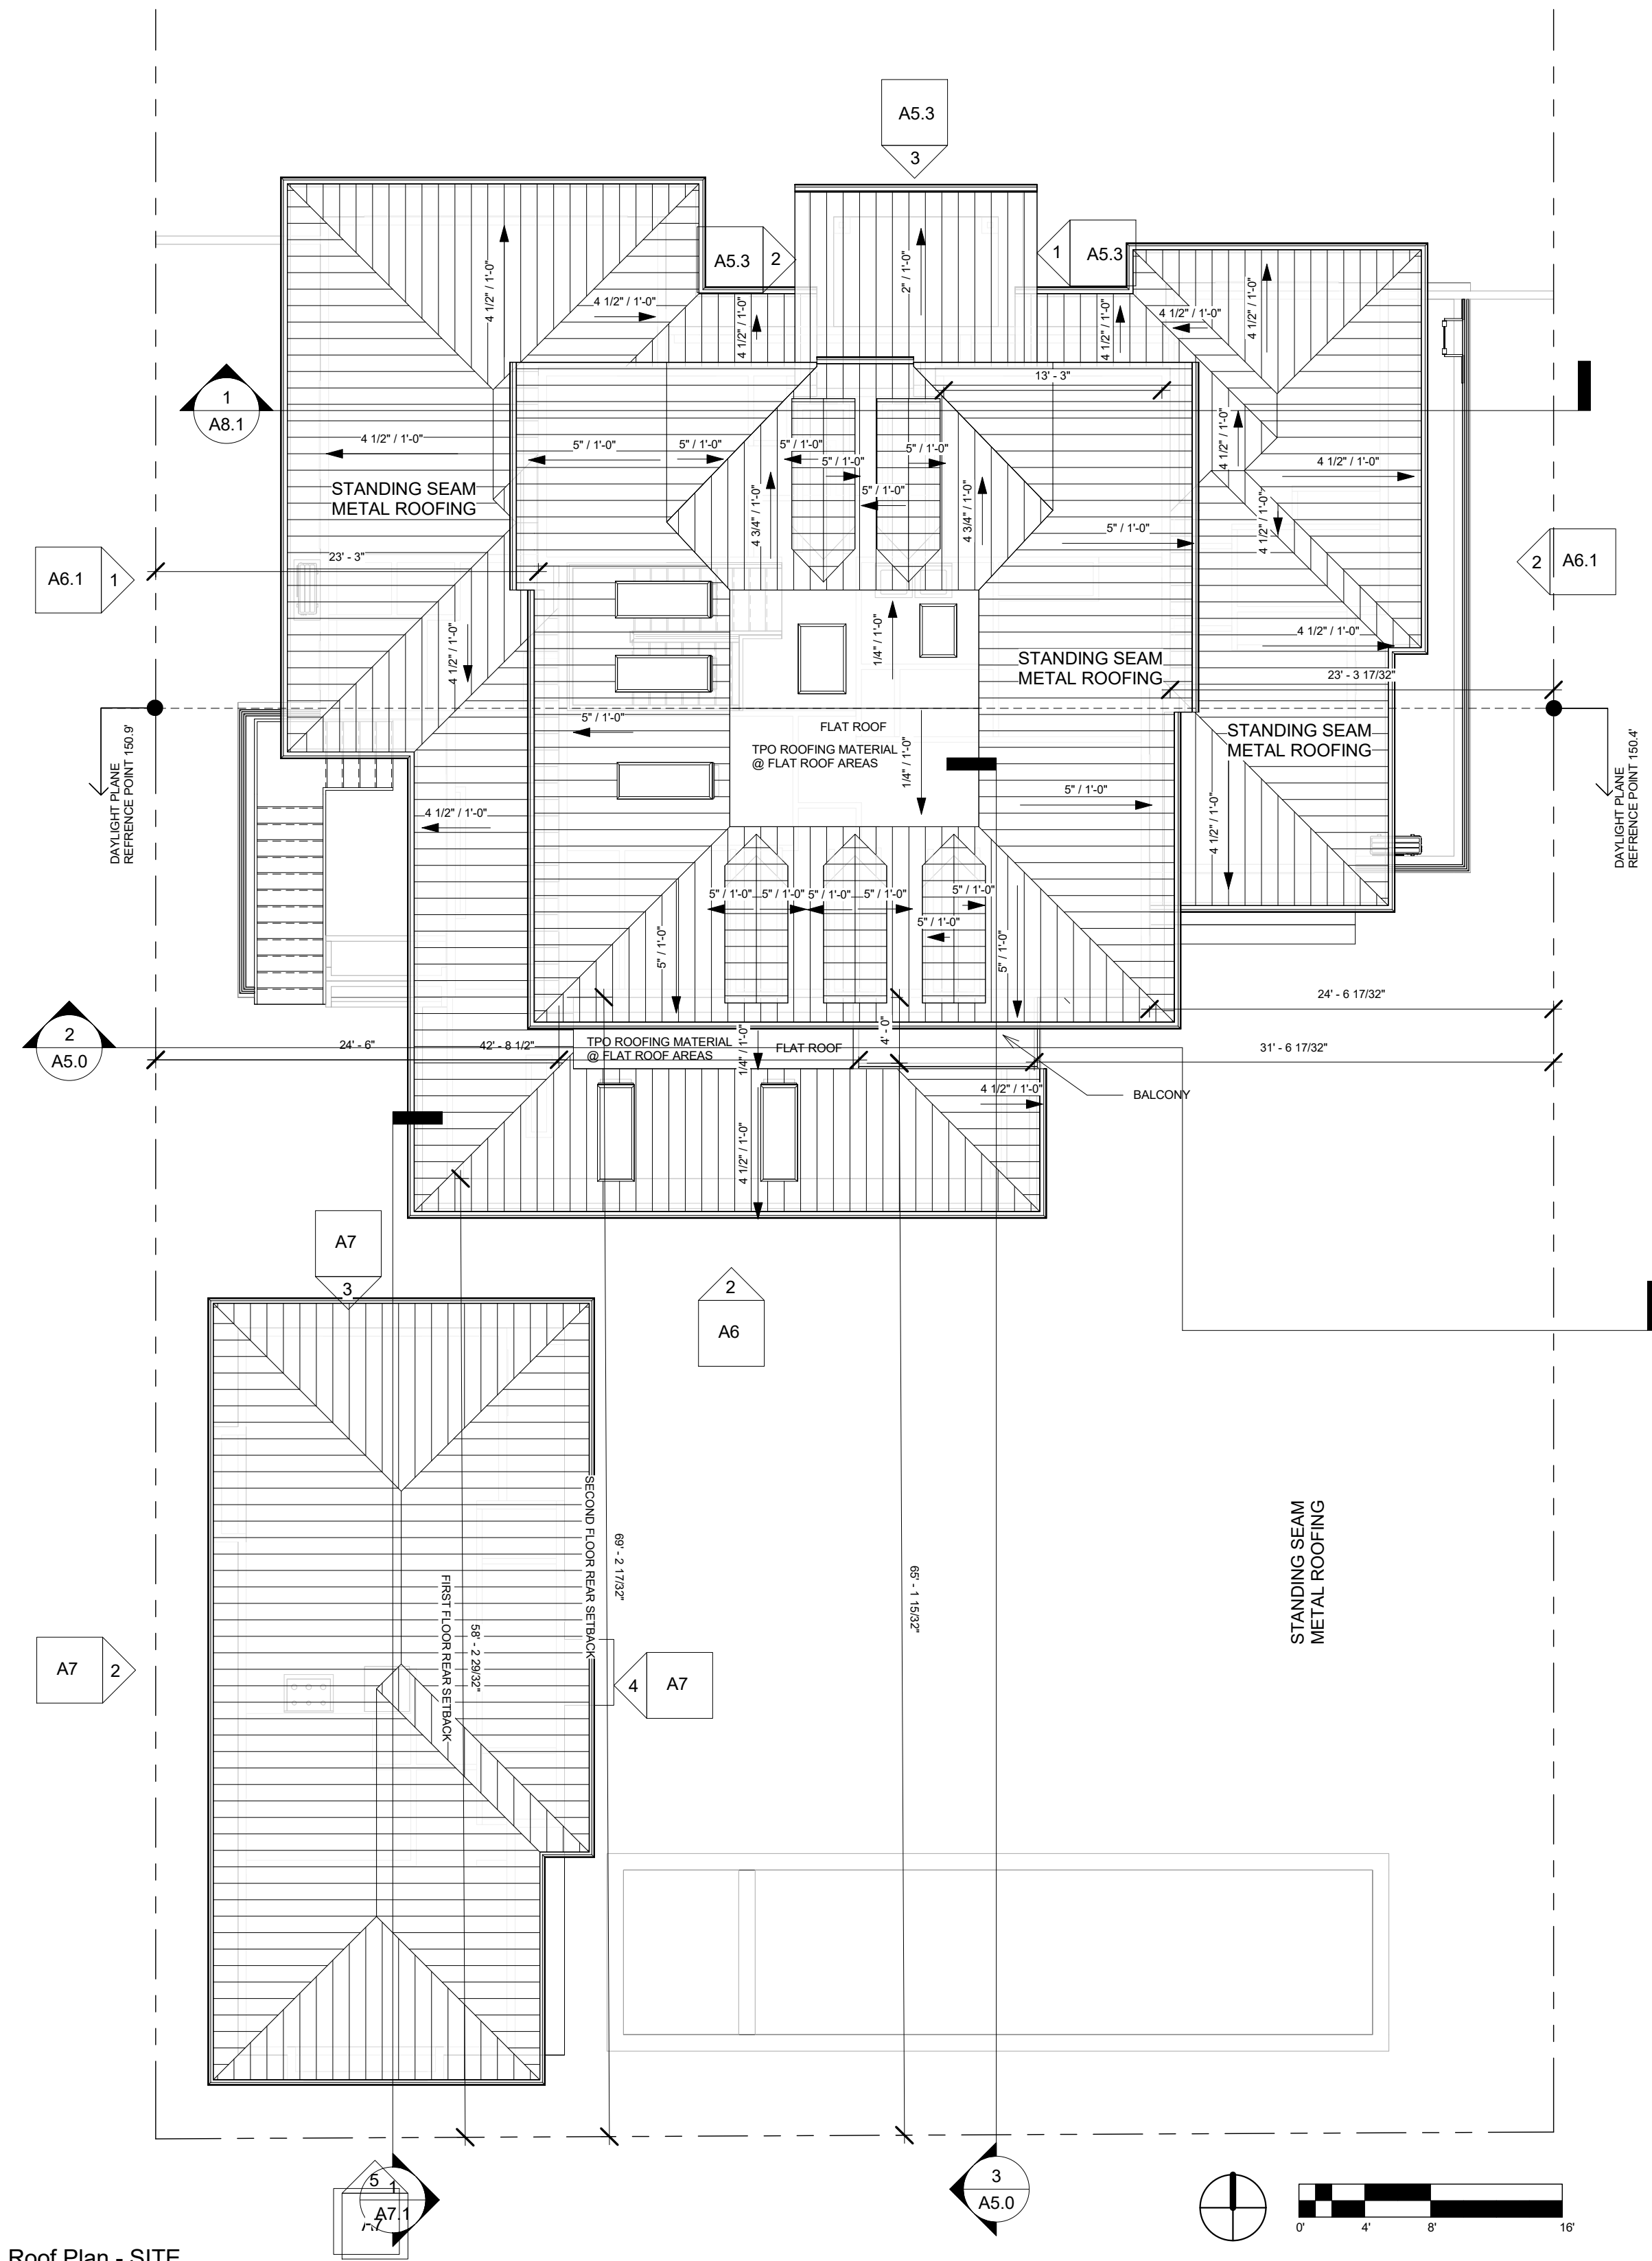 A5.3
3
A5.3
2
1
A5.3
4 1/2" / 1'-0"
4 1/2" / 1'-0"
4 1/2" / 1'-0"
2" / 1'-0"
4 1/2" / 1'-0"
4 1/2" / 1'-0"
4 1/2" / 1'-0"
13' - 3"
1
A8.1
4 1/2" / 1'-0"
5" / 1'-0"
5" / 1'-0"
5" / 1'-0"
5" / 1'-0"
5" / 1'-0"
5" / 1'-0"
4 1/2" / 1'-0"
4 1/2" / 1'-0"
STANDING SEAM
METAL ROOFING
4 3/4" / 1'-0"
4 3/4" / 1'-0"
5" / 1'-0"
4 1/2" / 1'-0"
A6.1
1
23' - 3"
2
A6.1
4 1/2" / 1'-0"
1/4" / 1'-0"
4 1/2" / 1'-0"
STANDING SEAM
METAL ROOFING
23' - 3 17/32"
5" / 1'-0"
FLAT ROOF
TPO ROOFING MATERIAL
@ FLAT ROOF AREAS
1/4" / 1'-0"
STANDING SEAM
METAL ROOFING
DAYLIGHT PLANE
REFRENCE POINT 150.9'
DAYLIGHT PLANE
REFRENCE POINT 150.4'
4 1/2" / 1'-0"
5" / 1'-0"
4 1/2" / 1'-0"
5" / 1'-0"
5" / 1'-0"
5" / 1'-0"
5" / 1'-0"
5" / 1'-0"
5" / 1'-0"
5" / 1'-0"
5" / 1'-0"
24' - 6 17/32"
2
A5.0
24' - 6"
42' - 8 1/2"
TPO ROOFING MATERIAL
@ FLAT ROOF AREAS
1/4" / 1'-0"
FLAT ROOF
4' - 0"
31' - 6 17/32"
4 1/2" / 1'-0"
BALCONY
4 1/2" / 1'-0"
A7
3
2
A6
SECOND FLOOR REAR SETBACK
69' - 2 17/32"
FIRST FLOOR REAR SETBACK
58' - 2 29/32"
65' - 1 15/32"
STANDING SEAM
METAL ROOFING
A7
2
4
A7
5
1
A7.1
A7
3
A5.0
0'
4'
8'
16'
Roof Plan - SITE